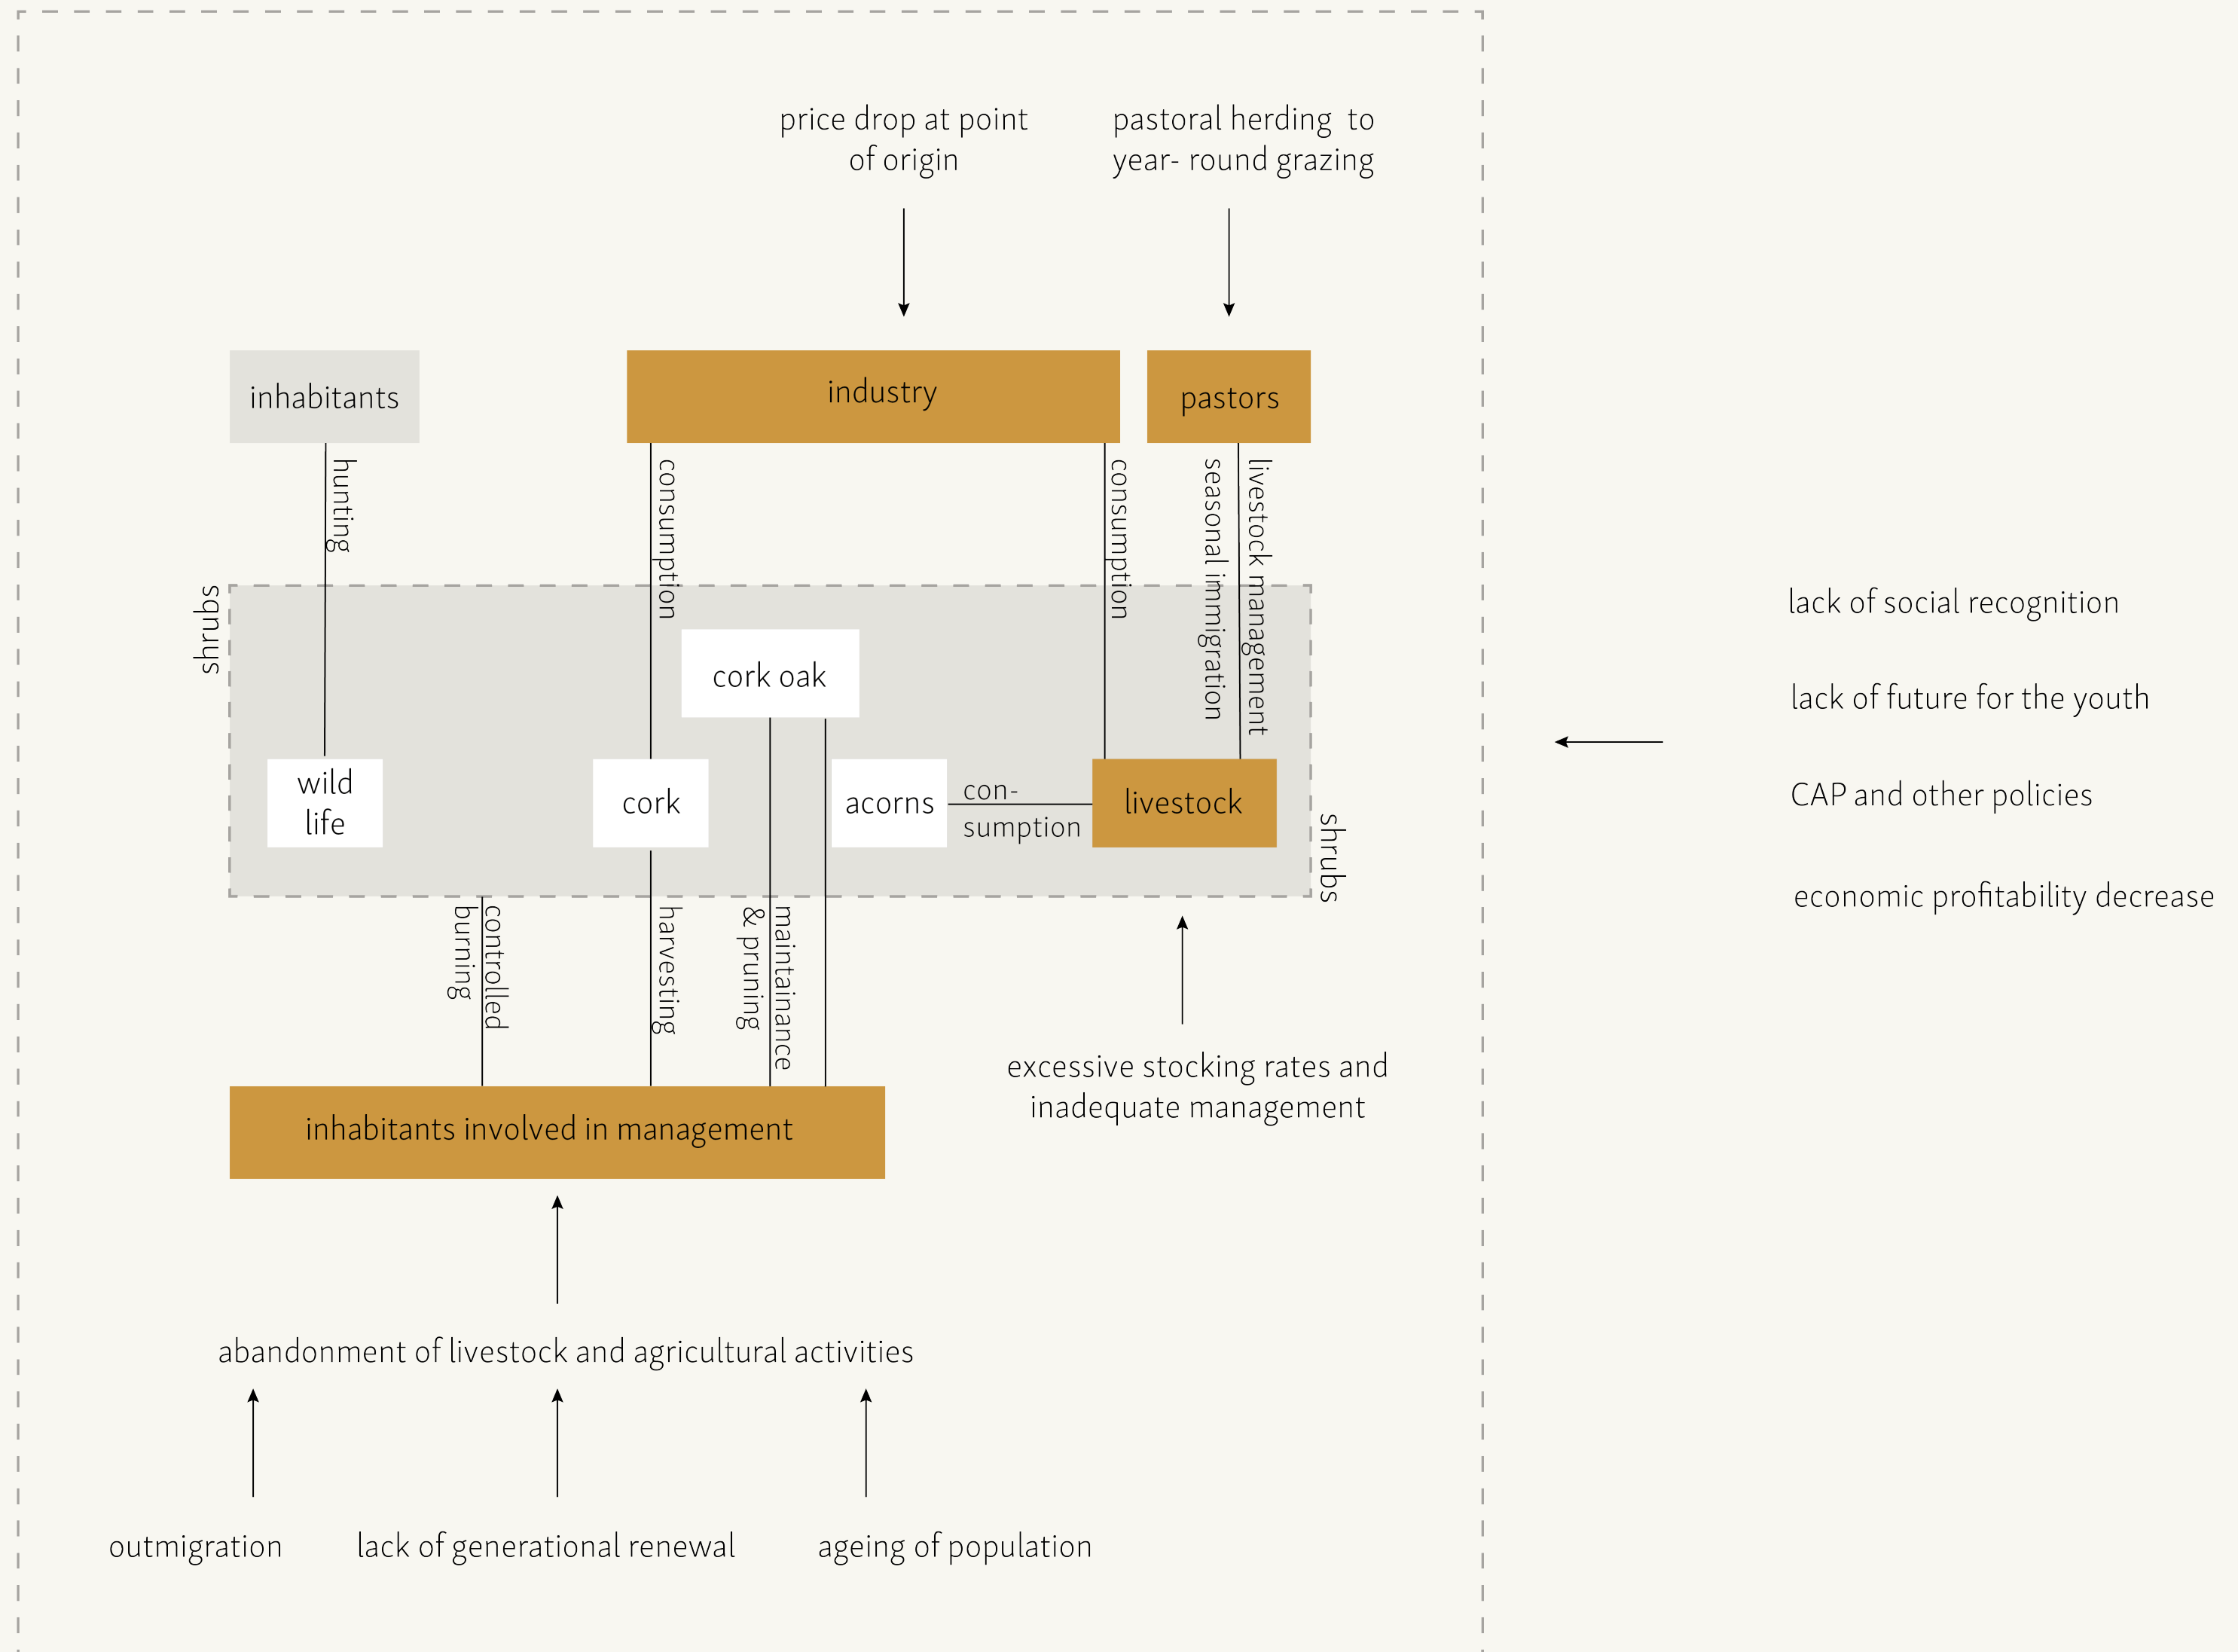 price drop at point
of origin
pastoral herding  to
year- round grazing
inhabitants
industry
pastors
hunting
consumption
consumption
seasonal immigration
livestock management
shrubs
cork oak
wild
life
cork
acorns
con-
sumption
livestock
shrubs
controlled
burning
harvesting
maintainance
& pruning
excessive stocking rates and
inadequate management
inhabitants involved in management
abandonment of livestock and agricultural activities
outmigration
lack of generational renewal
ageing of population
lack of social recognition
lack of future for the youth
CAP and other policies
economic profitability decrease